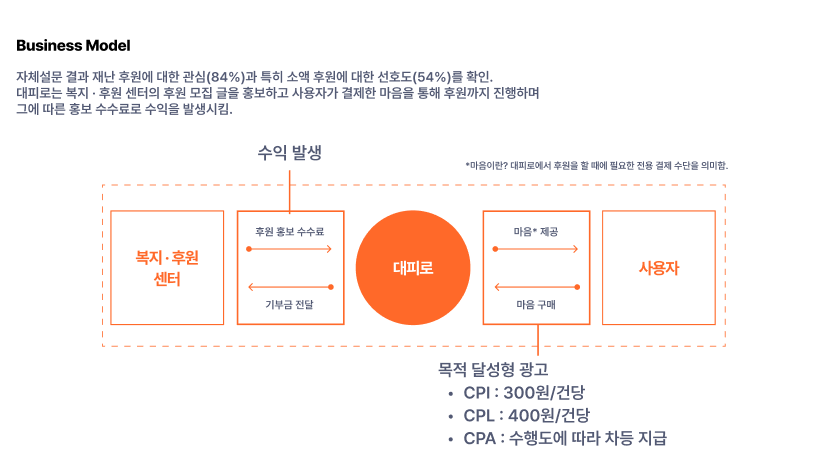 Business Model
자체설문 결과 재난 후원에 대한 관심(84%)과 특히 소액 후원에 대한 선호도(54%)를 확인.
대피로는 복지 · 후원 센터의 후원 모집 글을 홍보하고 사용자가 결제한 마음을 통해 후원까지 진행하며
그에 따른 홍보 수수료로 수익을 발생시킴.
수익 발생
*마음이란? 대피로에서 후원을 할 때에 필요한 전용 결제 수단을 의미함.
복지 · 후원
센터
후원 홍보 수수료
기부금 전달
대피로
마음* 제공
마음 구매
사용자
목적 달성형 광고
• CPI : 300원/건당
• CPL : 400원/건당
• CPA : 수행도에 따라 차등 지급